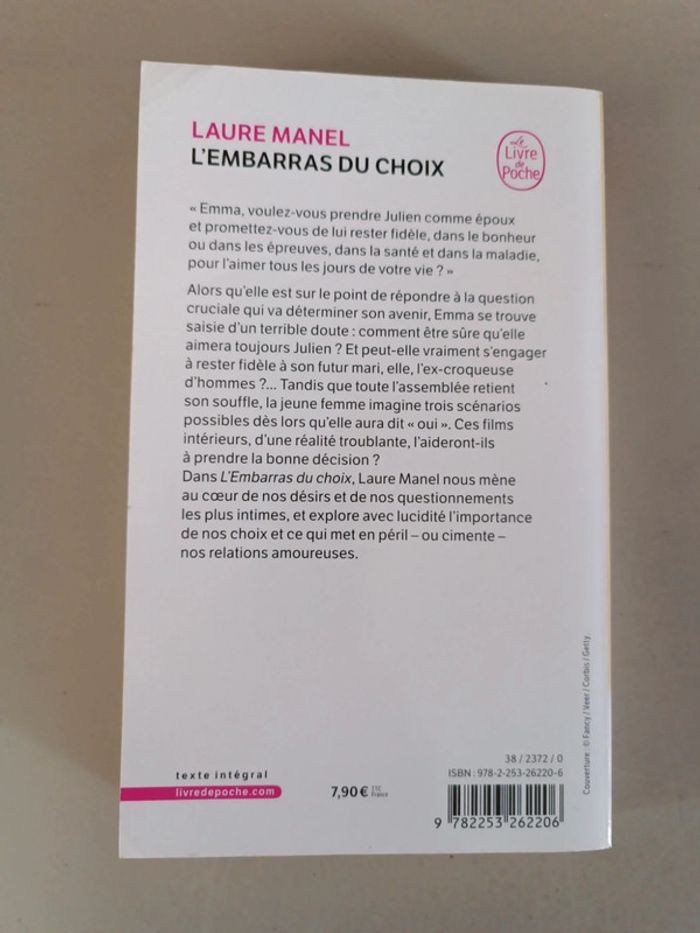 LAURE MANEL
L'EMBARRAS DU CHOIX
Le
Livre
de
Poche
« Emma, voulez-vous prendre Julien comme époux
et promettez-vous de lui rester fidèle, dans le bonheur
ou dans les épreuves, dans la santé et dans la maladie,
pour l'aimer tous les jours de votre vie ? »
Alors qu'elle est sur le point de répondre à la question
cruciale qui va déterminer son avenir, Emma se trouve
saisie d'un terrible doute : comment être sûre qu'elle
aimera toujours Julien ? Et peut-elle vraiment s'engager
à rester fidèle à son futur mari, elle, l'ex-croqueuse
d'hommes ?... Tandis que toute l'assemblée retient
son souffle, la jeune femme imagine trois scénarios
possibles dès lors qu'elle aura dit « oui ». Ces films
intérieurs, d'une réalité troublante, l'aideront-ils
à prendre la bonne décision ?
Dans L'Embarras du choix, Laure Manel nous mène
au cœur de nos désirs et de nos questionnements
les plus intimes, et explore avec lucidité l'importance
de nos choix et ce qui met en péril – ou cimente –
nos relations amoureuses.
Couverture : © Fancy / Veer / Corbis / Getty.
38 / 2372 / 0
ISBN : 978-2-253-26220-6
texte intégral
livredepoche.com
7,90 € TTC
France
9 782253 262206